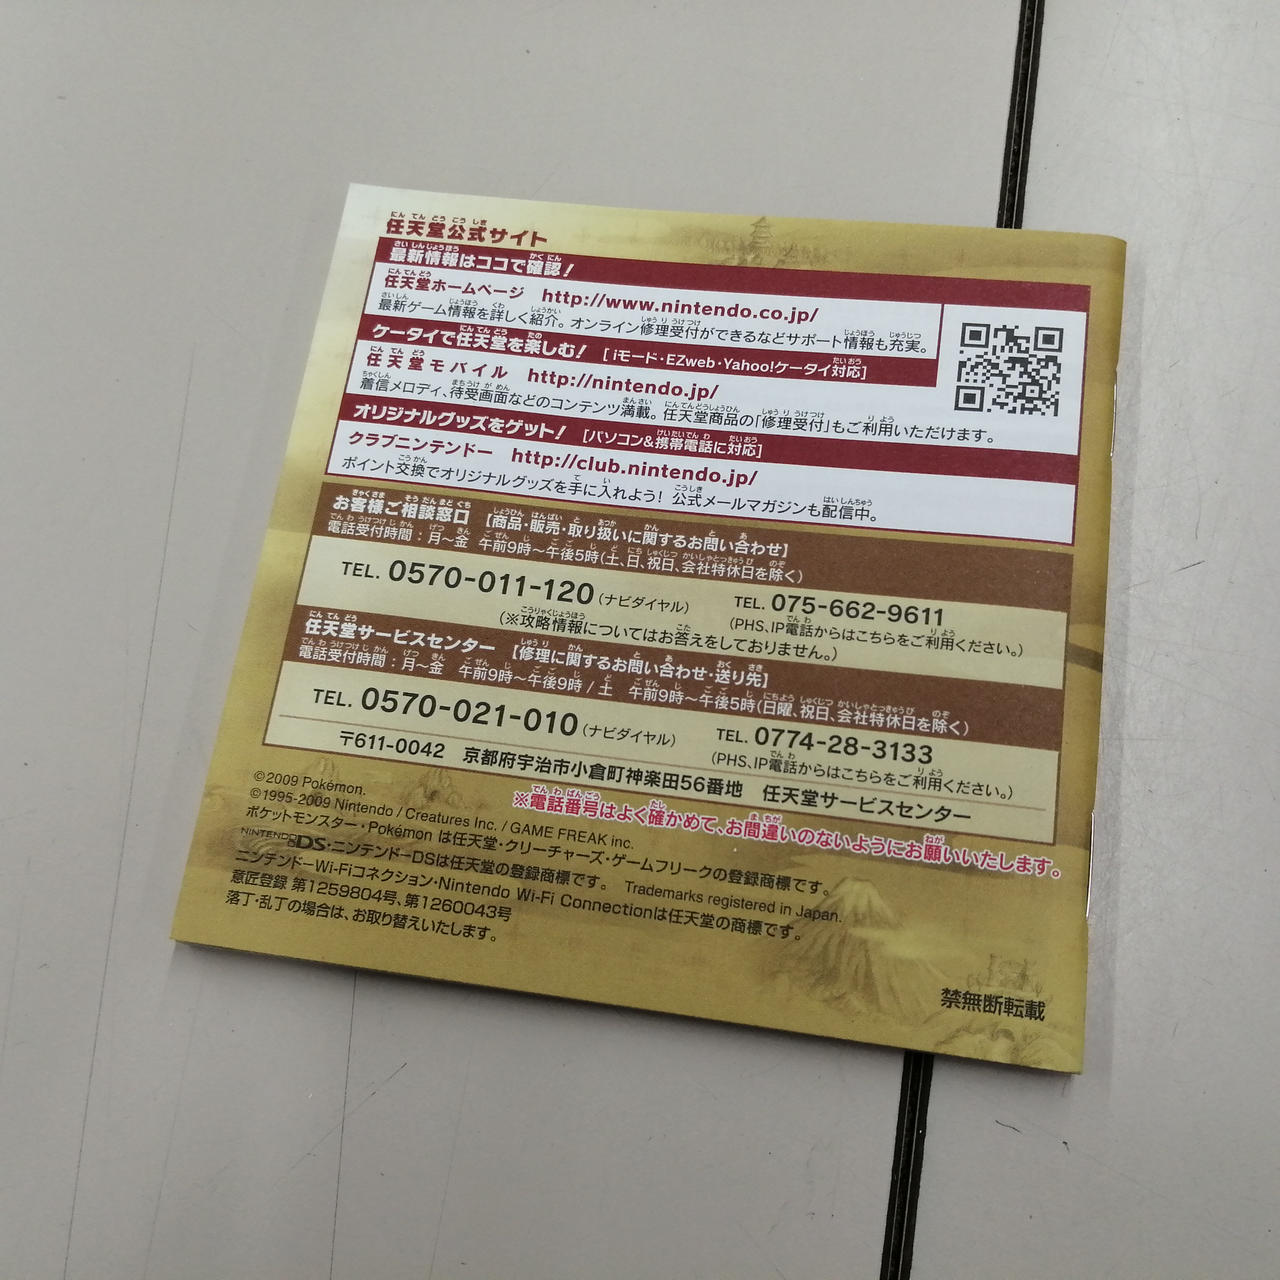 任天堂公式サイト
最新情報はココで確認!
任天堂ホームページ http://www.nintendo.co.jp/
最新ゲーム情報を詳しく紹介。オンライン修理受付ができるなどサポート情報も充実。
ケータイで任天堂を楽しむ! [iモード・EZweb・Yahoo!ケータイ対応]
任天堂モバイル http://nintendo.jp/
着信メロディ、待受画面などのコンテンツ満載。任天堂商品の「修理受付」もご利用いただけます。
オリジナルグッズをゲット! [パソコン&携帯電話に対応]
クラブニンテンドー http://club.nintendo.jp/
ポイント交換でオリジナルグッズを手に入れよう! 公式メールマガジンも配信中。
お客様ご相談窓口 【商品・販売・取り扱いに関するお問い合わせ】
電話受付時間:月~金 午前9時~午後5時(土、日、祝日、会社特休日を除く)
TEL. 0570-011-120(ナビダイヤル) TEL. 075-662-9611
(PHS、IP電話からはこちらをご利用ください。)
(※攻略情報についてはお答えをしておりません。)
任天堂サービスセンター 【修理に関するお問い合わせ・送り先】
電話受付時間:月~金 午前9時~午後9時/土 午前9時~午後5時(日曜、祝日、会社特休日を除く)
TEL. 0570-021-010(ナビダイヤル) TEL. 0774-28-3133
(PHS、IP電話からはこちらをご利用ください。)
〒611-0042 京都府宇治市小倉町神楽田56番地 任天堂サービスセンター
※電話番号はよく確かめて、お間違いのないようにお願いいたします。
©2009 Pokémon.
©1995-2009 Nintendo / Creatures Inc. / GAME FREAK inc.
ポケットモンスター・Pokémon は任天堂・クリーチャーズ・ゲームフリークの登録商標です。
NINTENDO DS・ニンテンドーDSは任天堂の登録商標です。 Trademarks registered in Japan.
ニンテンドーWi-Fiコネクション・Nintendo Wi-Fi Connectionは任天堂の商標です。
意匠登録 第1259804号、第1260043号
落丁・乱丁の場合は、お取り替えいたします。
禁無断転載